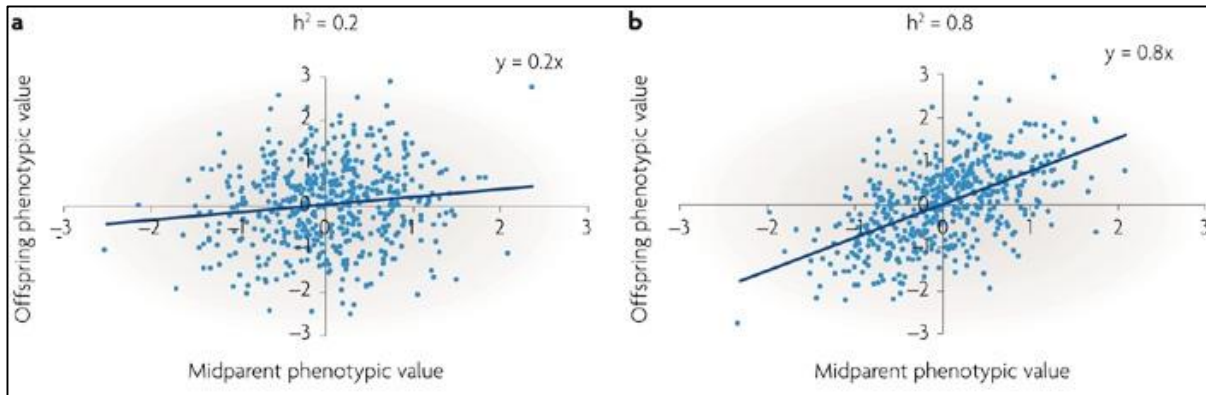 a
h² = 0.2
y = 0.2x
Offspring phenotypic value
3
2
1
0
-1
-2
-3
-3
-2
-1
0
1
2
3
Midparent phenotypic value
b
h² = 0.8
y = 0.8x
Offspring phenotypic value
3
2
1
0
-1
-2
-3
-3
-2
-1
0
1
2
3
Midparent phenotypic value